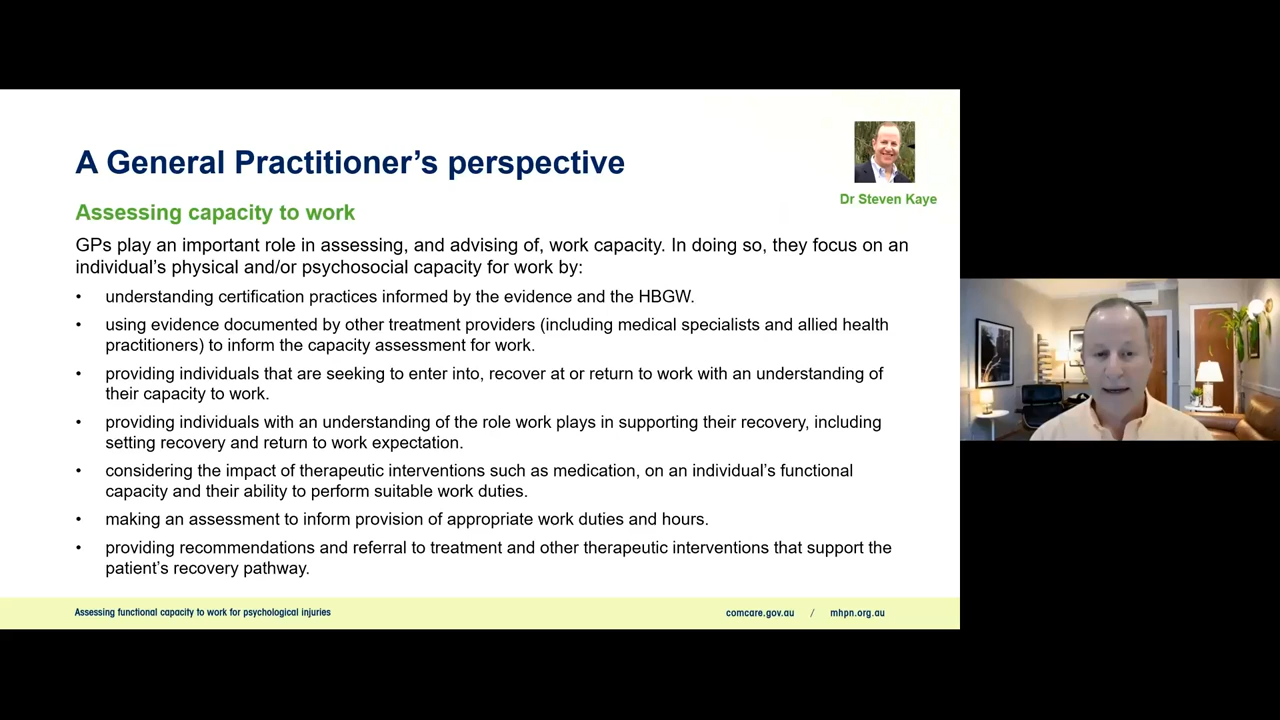 A General Practitioner’s perspective
Dr Steven Kaye
Assessing capacity to work
GPs play an important role in assessing, and advising of, work capacity. In doing so, they focus on an
individual’s physical and/or psychosocial capacity for work by:
• understanding certification practices informed by the evidence and the HBGW.
• using evidence documented by other treatment providers (including medical specialists and allied health
practitioners) to inform the capacity assessment for work.
• providing individuals that are seeking to enter into, recover at or return to work with an understanding of
their capacity to work.
• providing individuals with an understanding of the role work plays in supporting their recovery, including
setting recovery and return to work expectation.
• considering the impact of therapeutic interventions such as medication, on an individual’s functional
capacity and their ability to perform suitable work duties.
• making an assessment to inform provision of appropriate work duties and hours.
• providing recommendations and referral to treatment and other therapeutic interventions that support the
patient’s recovery pathway.
Assessing functional capacity to work for psychological injuries
comcare.gov.au / mhpn.org.au